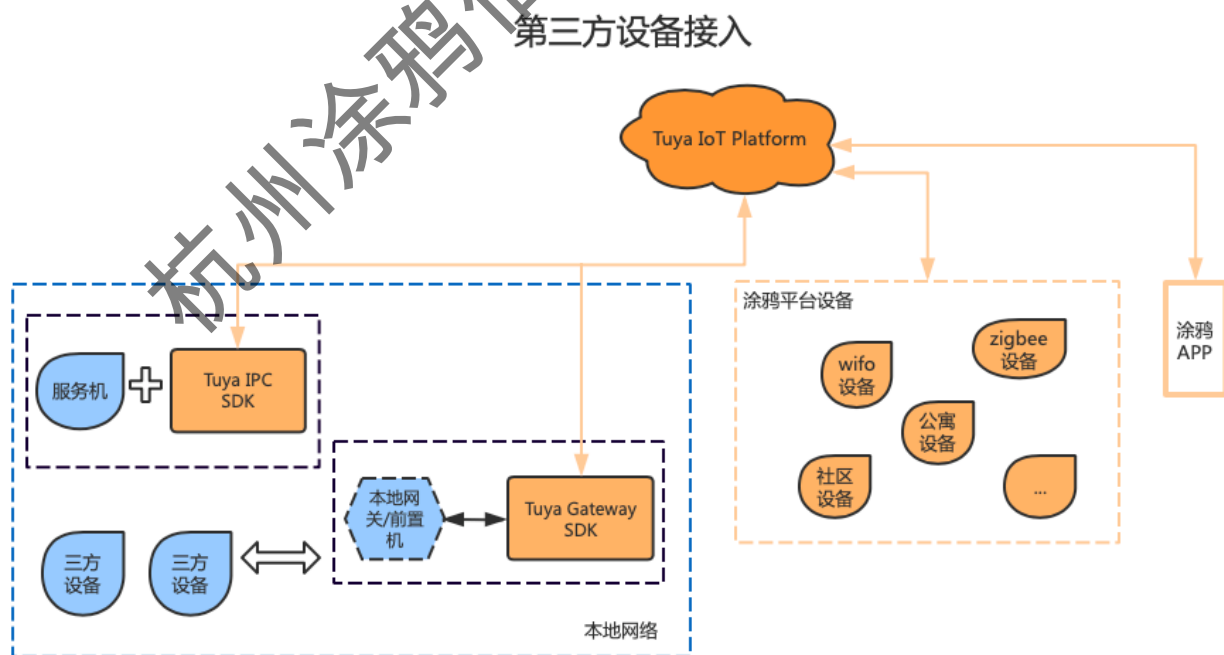 第三方设备接入
杭州涂鸦
Tuya IoT Platform
涂鸦平台设备
zigbee
设备
wifo
设备
公寓
设备
社区
设备
...
涂鸦
APP
服务机
Tuya IPC
SDK
本地网
关/前置
机
Tuya Gateway
SDK
三方
设备
三方
设备
本地网络